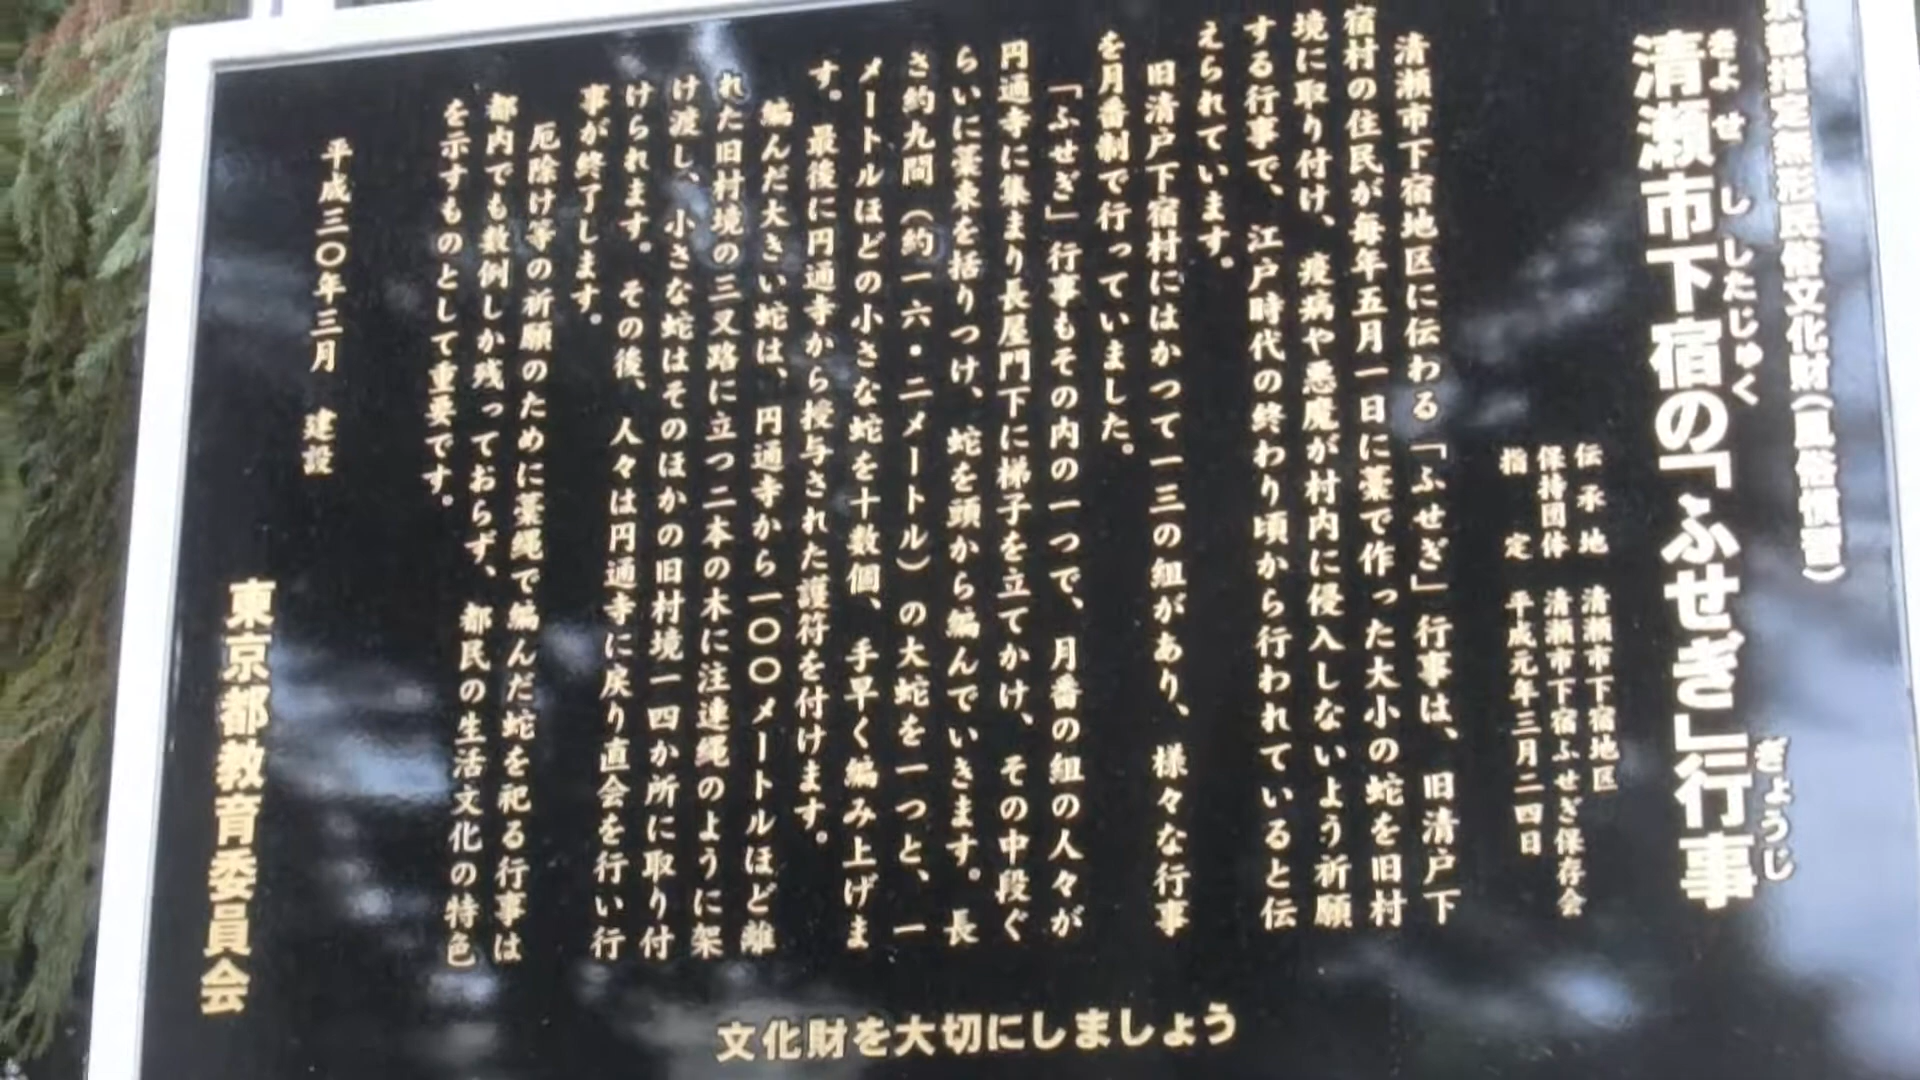 京都指定無形民俗文化財（風俗慣習）
きよせししたじゅく ぎょうじ
清瀬市下宿の「ふせぎ」行事
伝承地 清瀬市下宿地区
保持団体 清瀬市下宿ふせぎ保存会
指定 平成元年三月二四日
清瀬市下宿地区に伝わる「ふせぎ」行事は、旧清戸下
宿村の住民が毎年五月一日に藁で作った大小の蛇を旧村
境に取り付け、疫病や悪魔が村内に侵入しないよう祈願
する行事で、江戸時代の終わり頃から行われていると伝
えられています。
旧清戸下宿村にはかつて一三の組があり、様々な行事
を月番制で行っていました。
「ふせぎ」行事もその内の一つで、月番の組の人々が
円通寺に集まり長屋門下に梯子を立てかけ、その中段ぐ
らいに藁束を括りつけ、蛇を頭から編んでいきます。長
さ約九間（約一六・二メートル）の大蛇を一つと、一
メートルほどの小さな蛇を十数個、手早く編み上げま
す。最後に円通寺から授与された護符を付けます。
編んだ大きい蛇は、円通寺から一〇〇メートルほど離
れた旧村境の三叉路に立つ二本の木に注連縄のように架
け渡し、小さな蛇はそのほかの旧村境一四か所に取り付
けられます。その後、人々は円通寺に戻り直会を行い行
事が終了します。
厄除け等の祈願のために藁縄で編んだ蛇を祀る行事は
都内でも数例しか残っておらず、都民の生活文化の特色
を示すものとして重要です。
平成三〇年三月 建設
東京都教育委員会
文化財を大切にしましょう